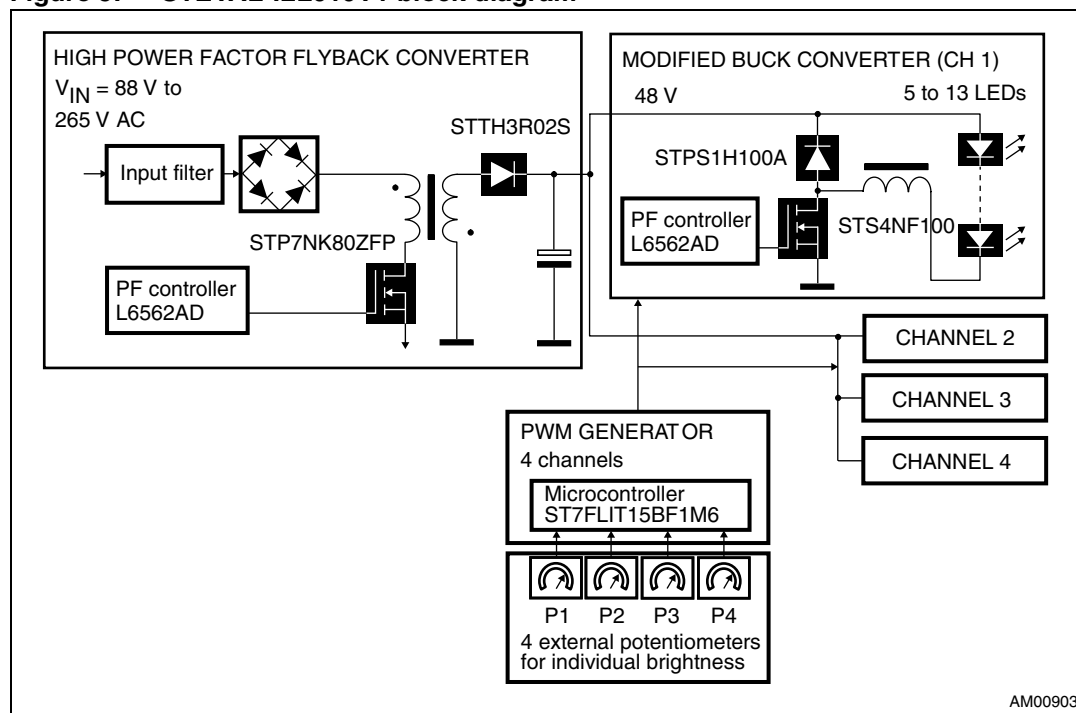 HIGH POWER FACTOR FLYBACK CONVERTER
VIN = 88 V to
265 V AC
STTH3R02S
Input filter
STP7NK80ZFP
PF controller
L6562AD
MODIFIED BUCK CONVERTER (CH 1)
48 V
5 to 13 LEDs
STPS1H100A
PF controller
L6562AD
STS4NF100
CHANNEL 2
CHANNEL 3
CHANNEL 4
PWM GENERATOR
4 channels
Microcontroller
ST7FLIT15BF1M6
P1 P2 P3 P4
4 external potentiometers
for individual brightness
AM00903